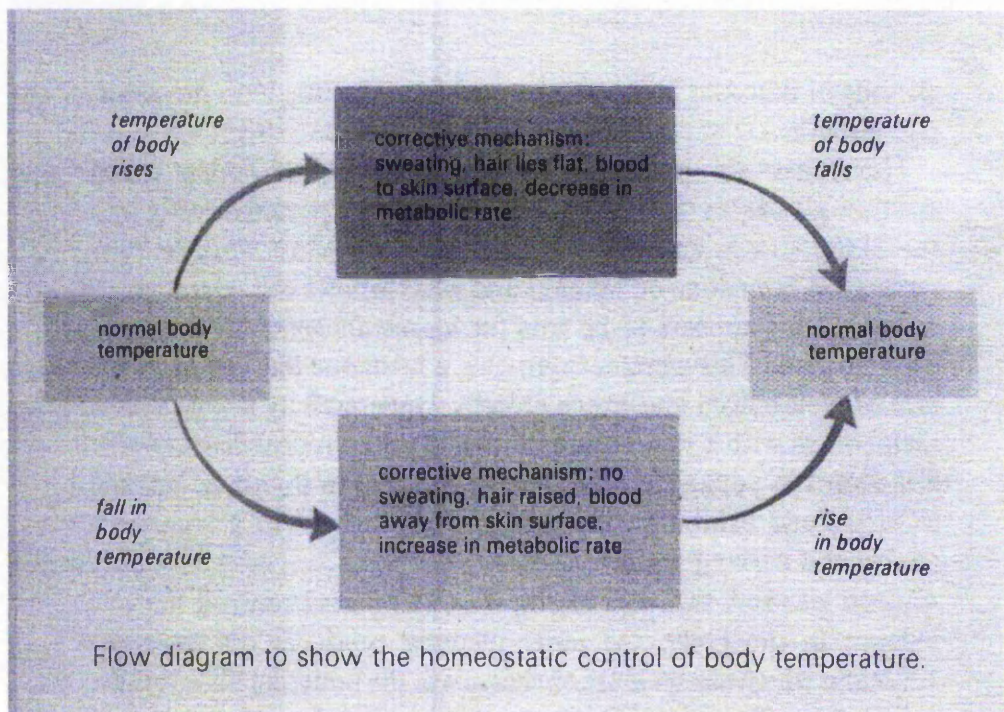 temperature
of body
rises
corrective mechanism:
sweating, hair lies flat, blood
to skin surface, decrease in
metabolic rate
temperature
of body
falls
normal body
temperature
normal body
temperature
fall in
body
temperature
corrective mechanism: no
sweating, hair raised, blood
away from skin surface,
increase in metabolic rate
rise
in body
temperature
Flow diagram to show the homeostatic control of body temperature.